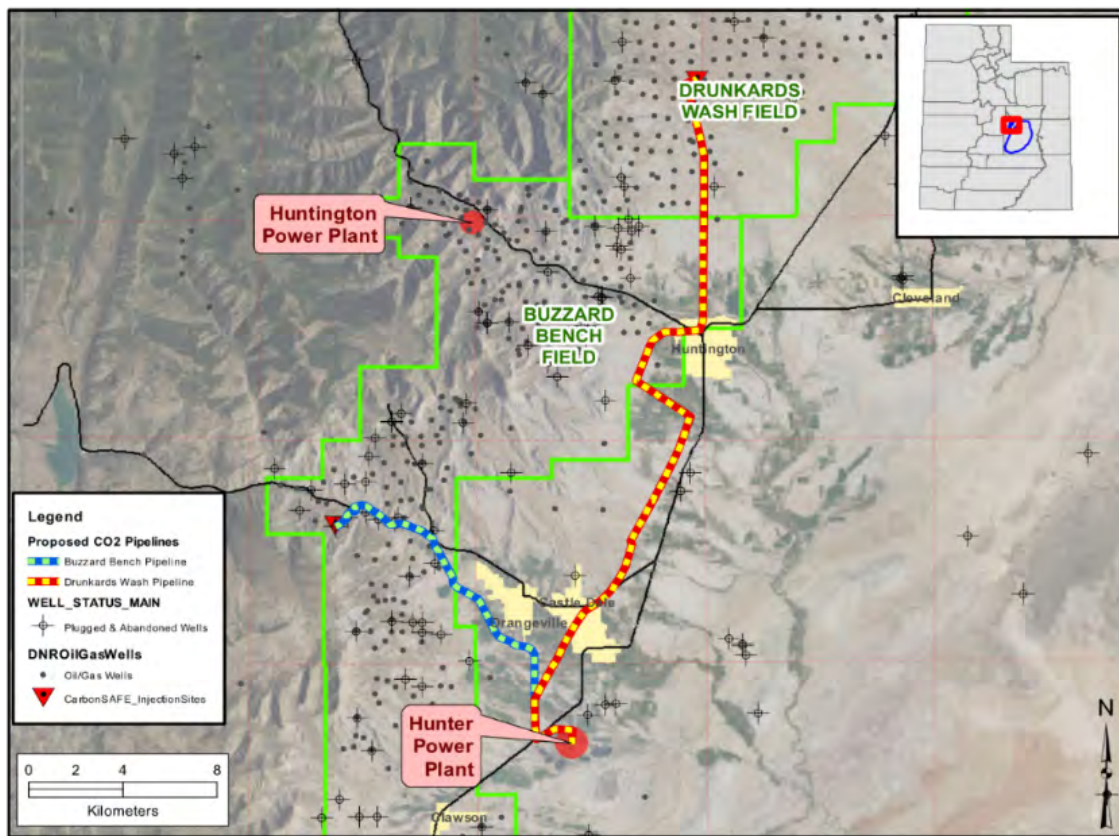 DRUNKARDS
WASH FIELD
Huntington
Power Plant
Cleveland
BUZZARD
BENCH
FIELD
Huntington
Legend
Proposed CO2 Pipelines
Buzzard Bench Pipeline
Drunkards Wash Pipeline
WELL_STATUS_MAIN
Plugged & Abandoned Wells
DNROilGasWells
Oil/Gas Wells
CarbonSAFE_InjectionSites
Castle Dale
Orangeville
Hunter
Power
Plant
N
0 2 4 8
Kilometers
Clawson